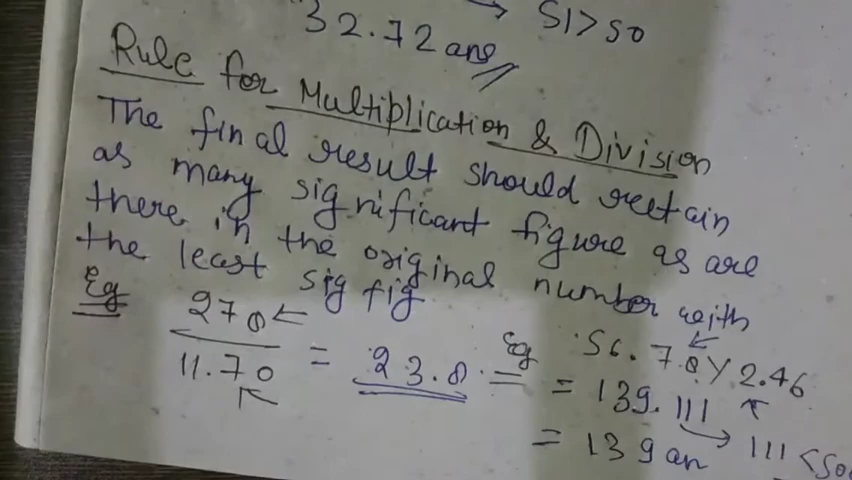 32.72 ans
51>50
Rule for Multiplication & Division
The final result should retain
as many significant figure as are
there in the original number with
the least sig fig.
Eg 270 / 11.70 = 23.0
Eg 56.78 × 2.46
= 139.111
= 139 an
111 < 500